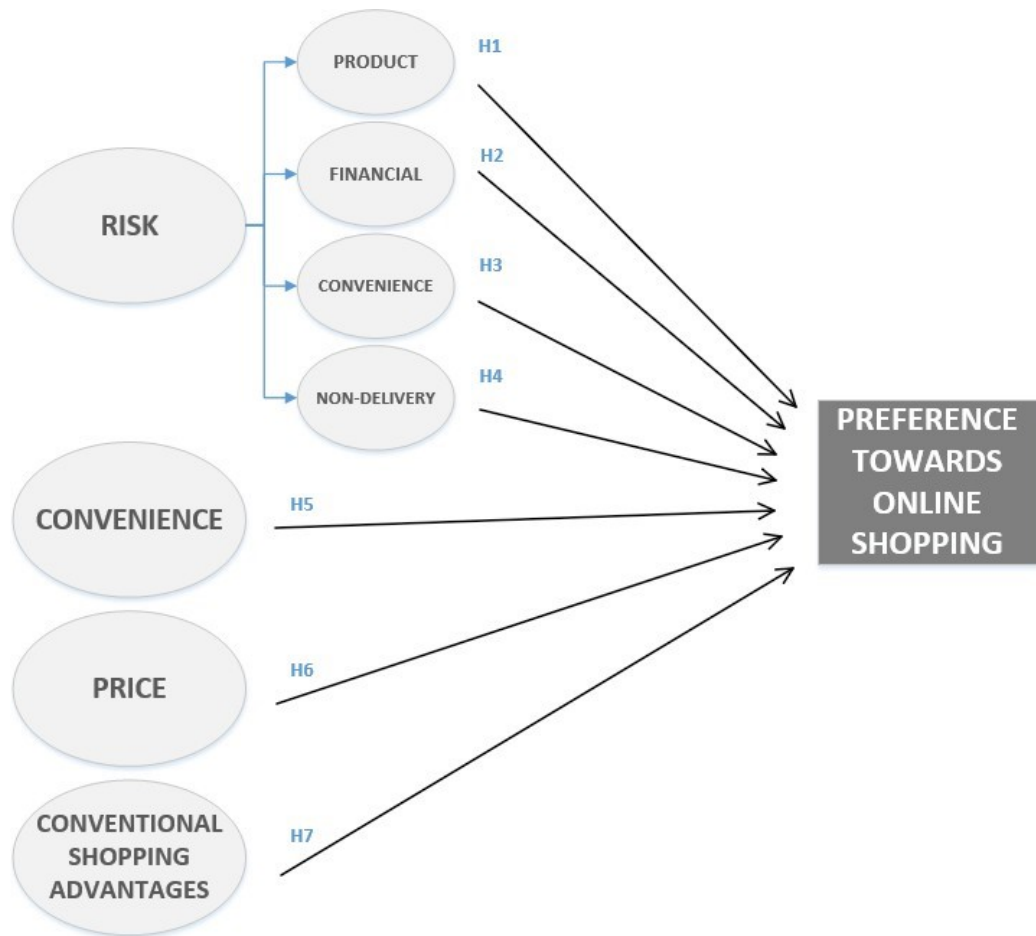 PRODUCT
H1
FINANCIAL
H2
RISK
CONVENIENCE
H3
NON-DELIVERY
H4
CONVENIENCE
H5
PRICE
H6
CONVENTIONAL
SHOPPING
ADVANTAGES
H7
PREFERENCE
TOWARDS
ONLINE
SHOPPING